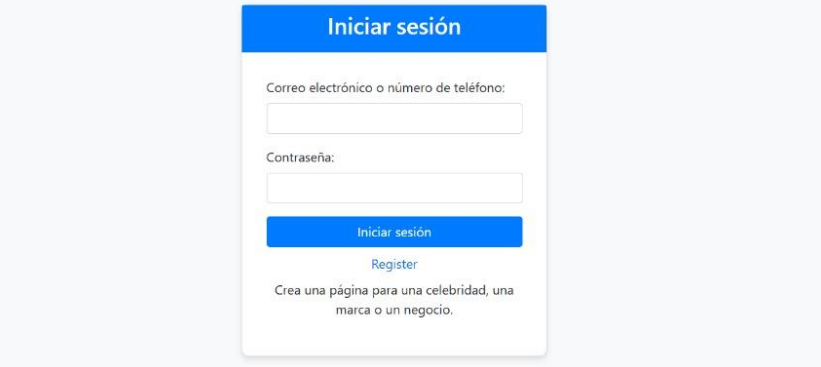 Iniciar sesión
Correo electrónico o número de teléfono:
Contraseña:
Iniciar sesión
Register
Crea una página para una celebridad, una
marca o un negocio.